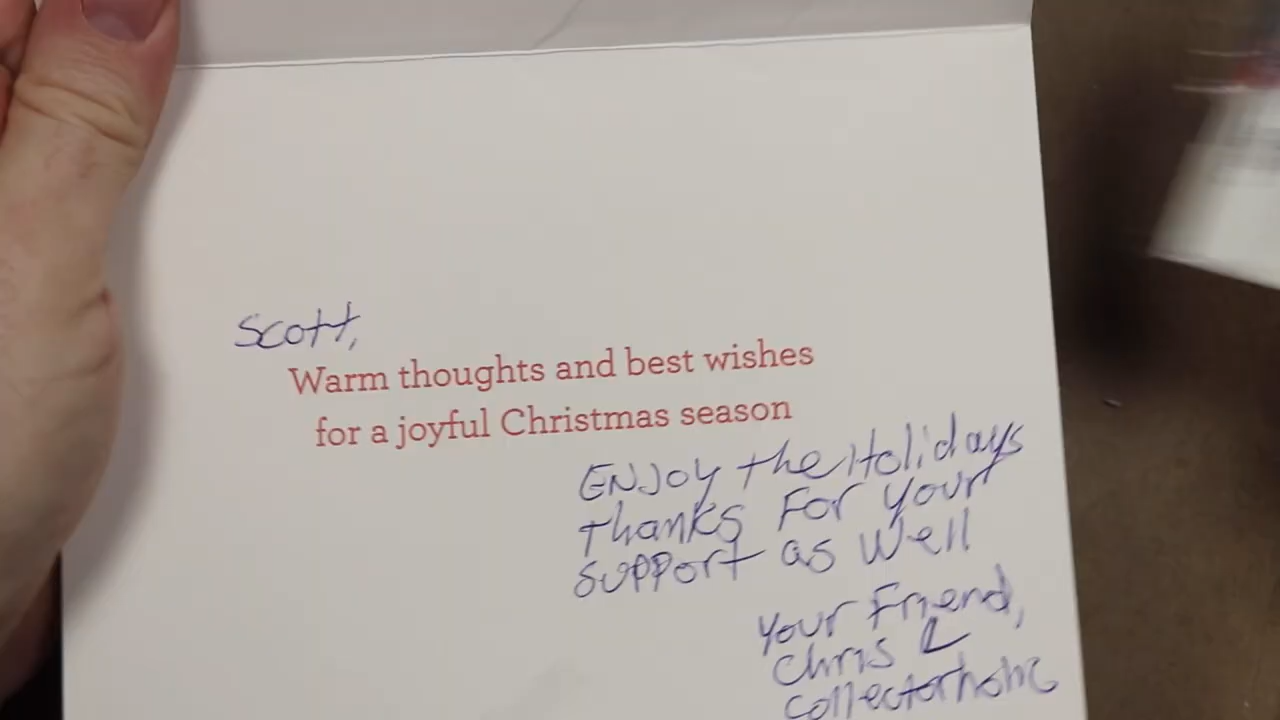 Scott,
Warm thoughts and best wishes
for a joyful Christmas season
ENJOY the Holidays
thanks For your
support as well
Your Friend,
Chris L
Collectorholic